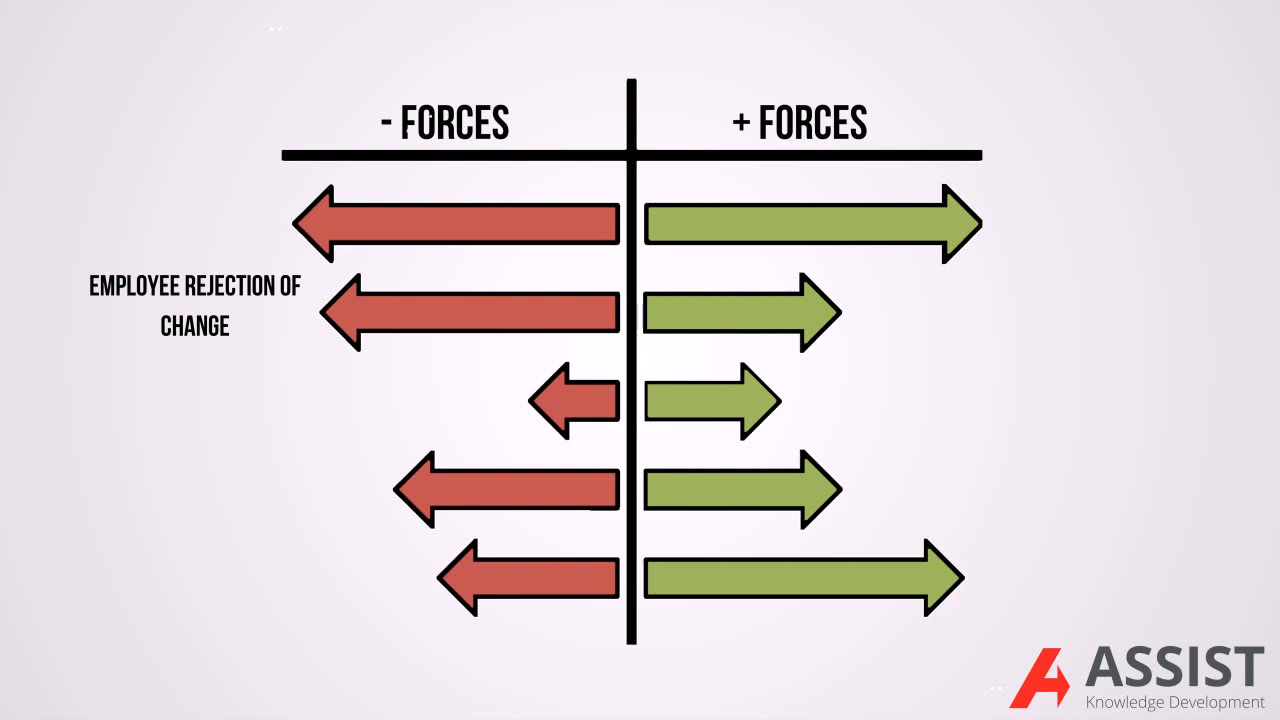 - FORCES
+ FORCES
EMPLOYEE REJECTION OF
CHANGE
ASSIST
Knowledge Development